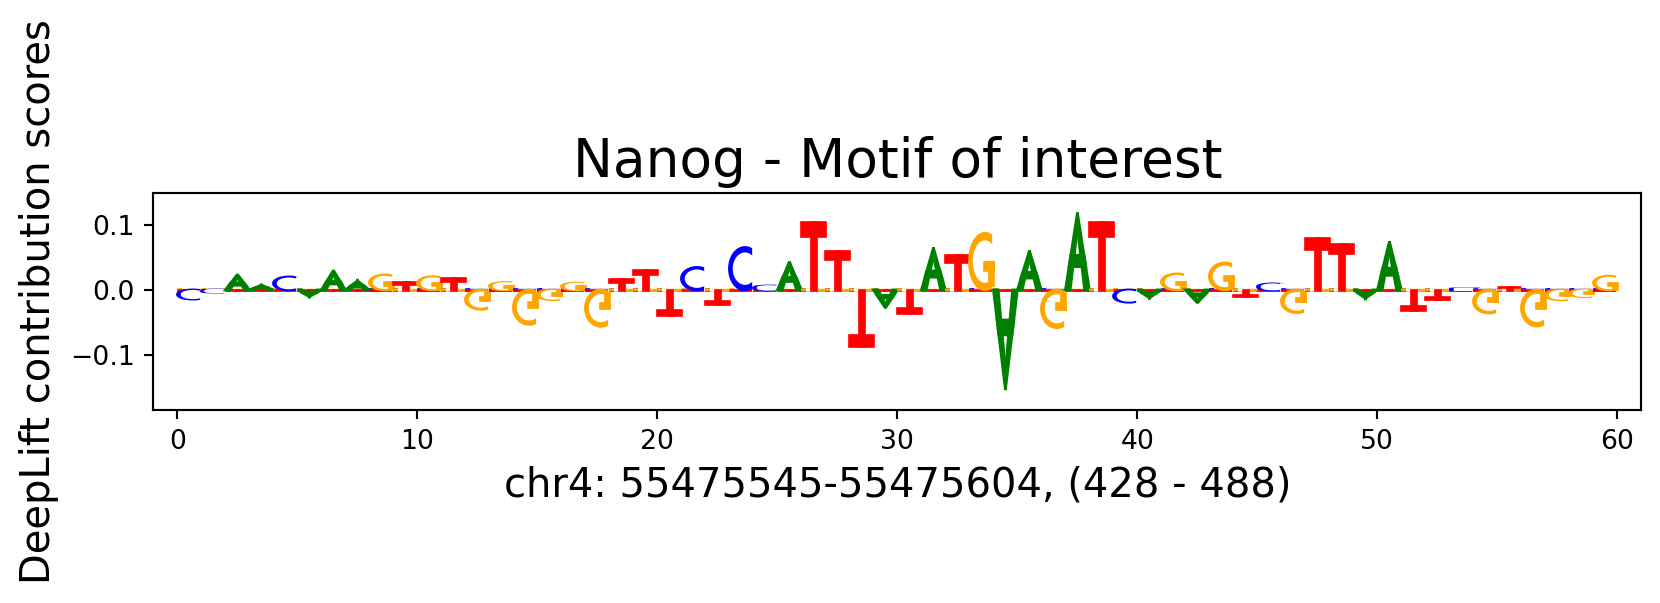 Nanog - Motif of interest
DeepLift contribution scores
0.1
0.0
−0.1
0 10 20 30 40 50 60
chr4: 55475545-55475604, (428 - 488)